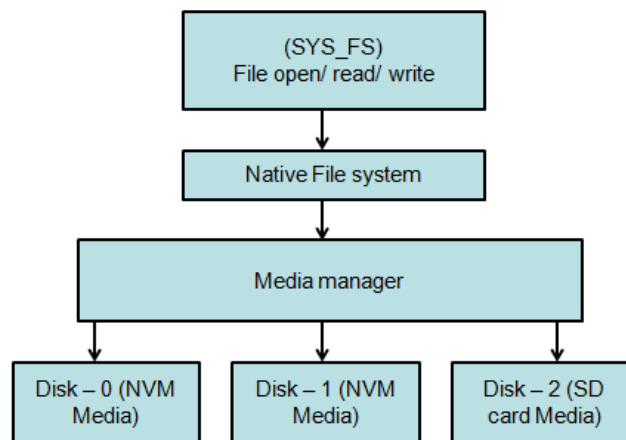 (SYS_FS)
File open/ read/ write
Native File system
Media manager
Disk – 0 (NVM
Media)
Disk – 1 (NVM
Media)
Disk – 2 (SD
card Media)